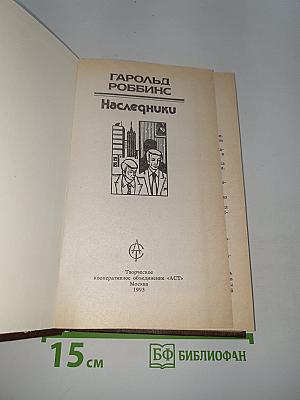 ГАРОЛЬД
РОББИНС
Наследники
Творческое
кооперативное объединение «АСТ»
Москва
1993
15 см
БФ БИБЛИОФАН